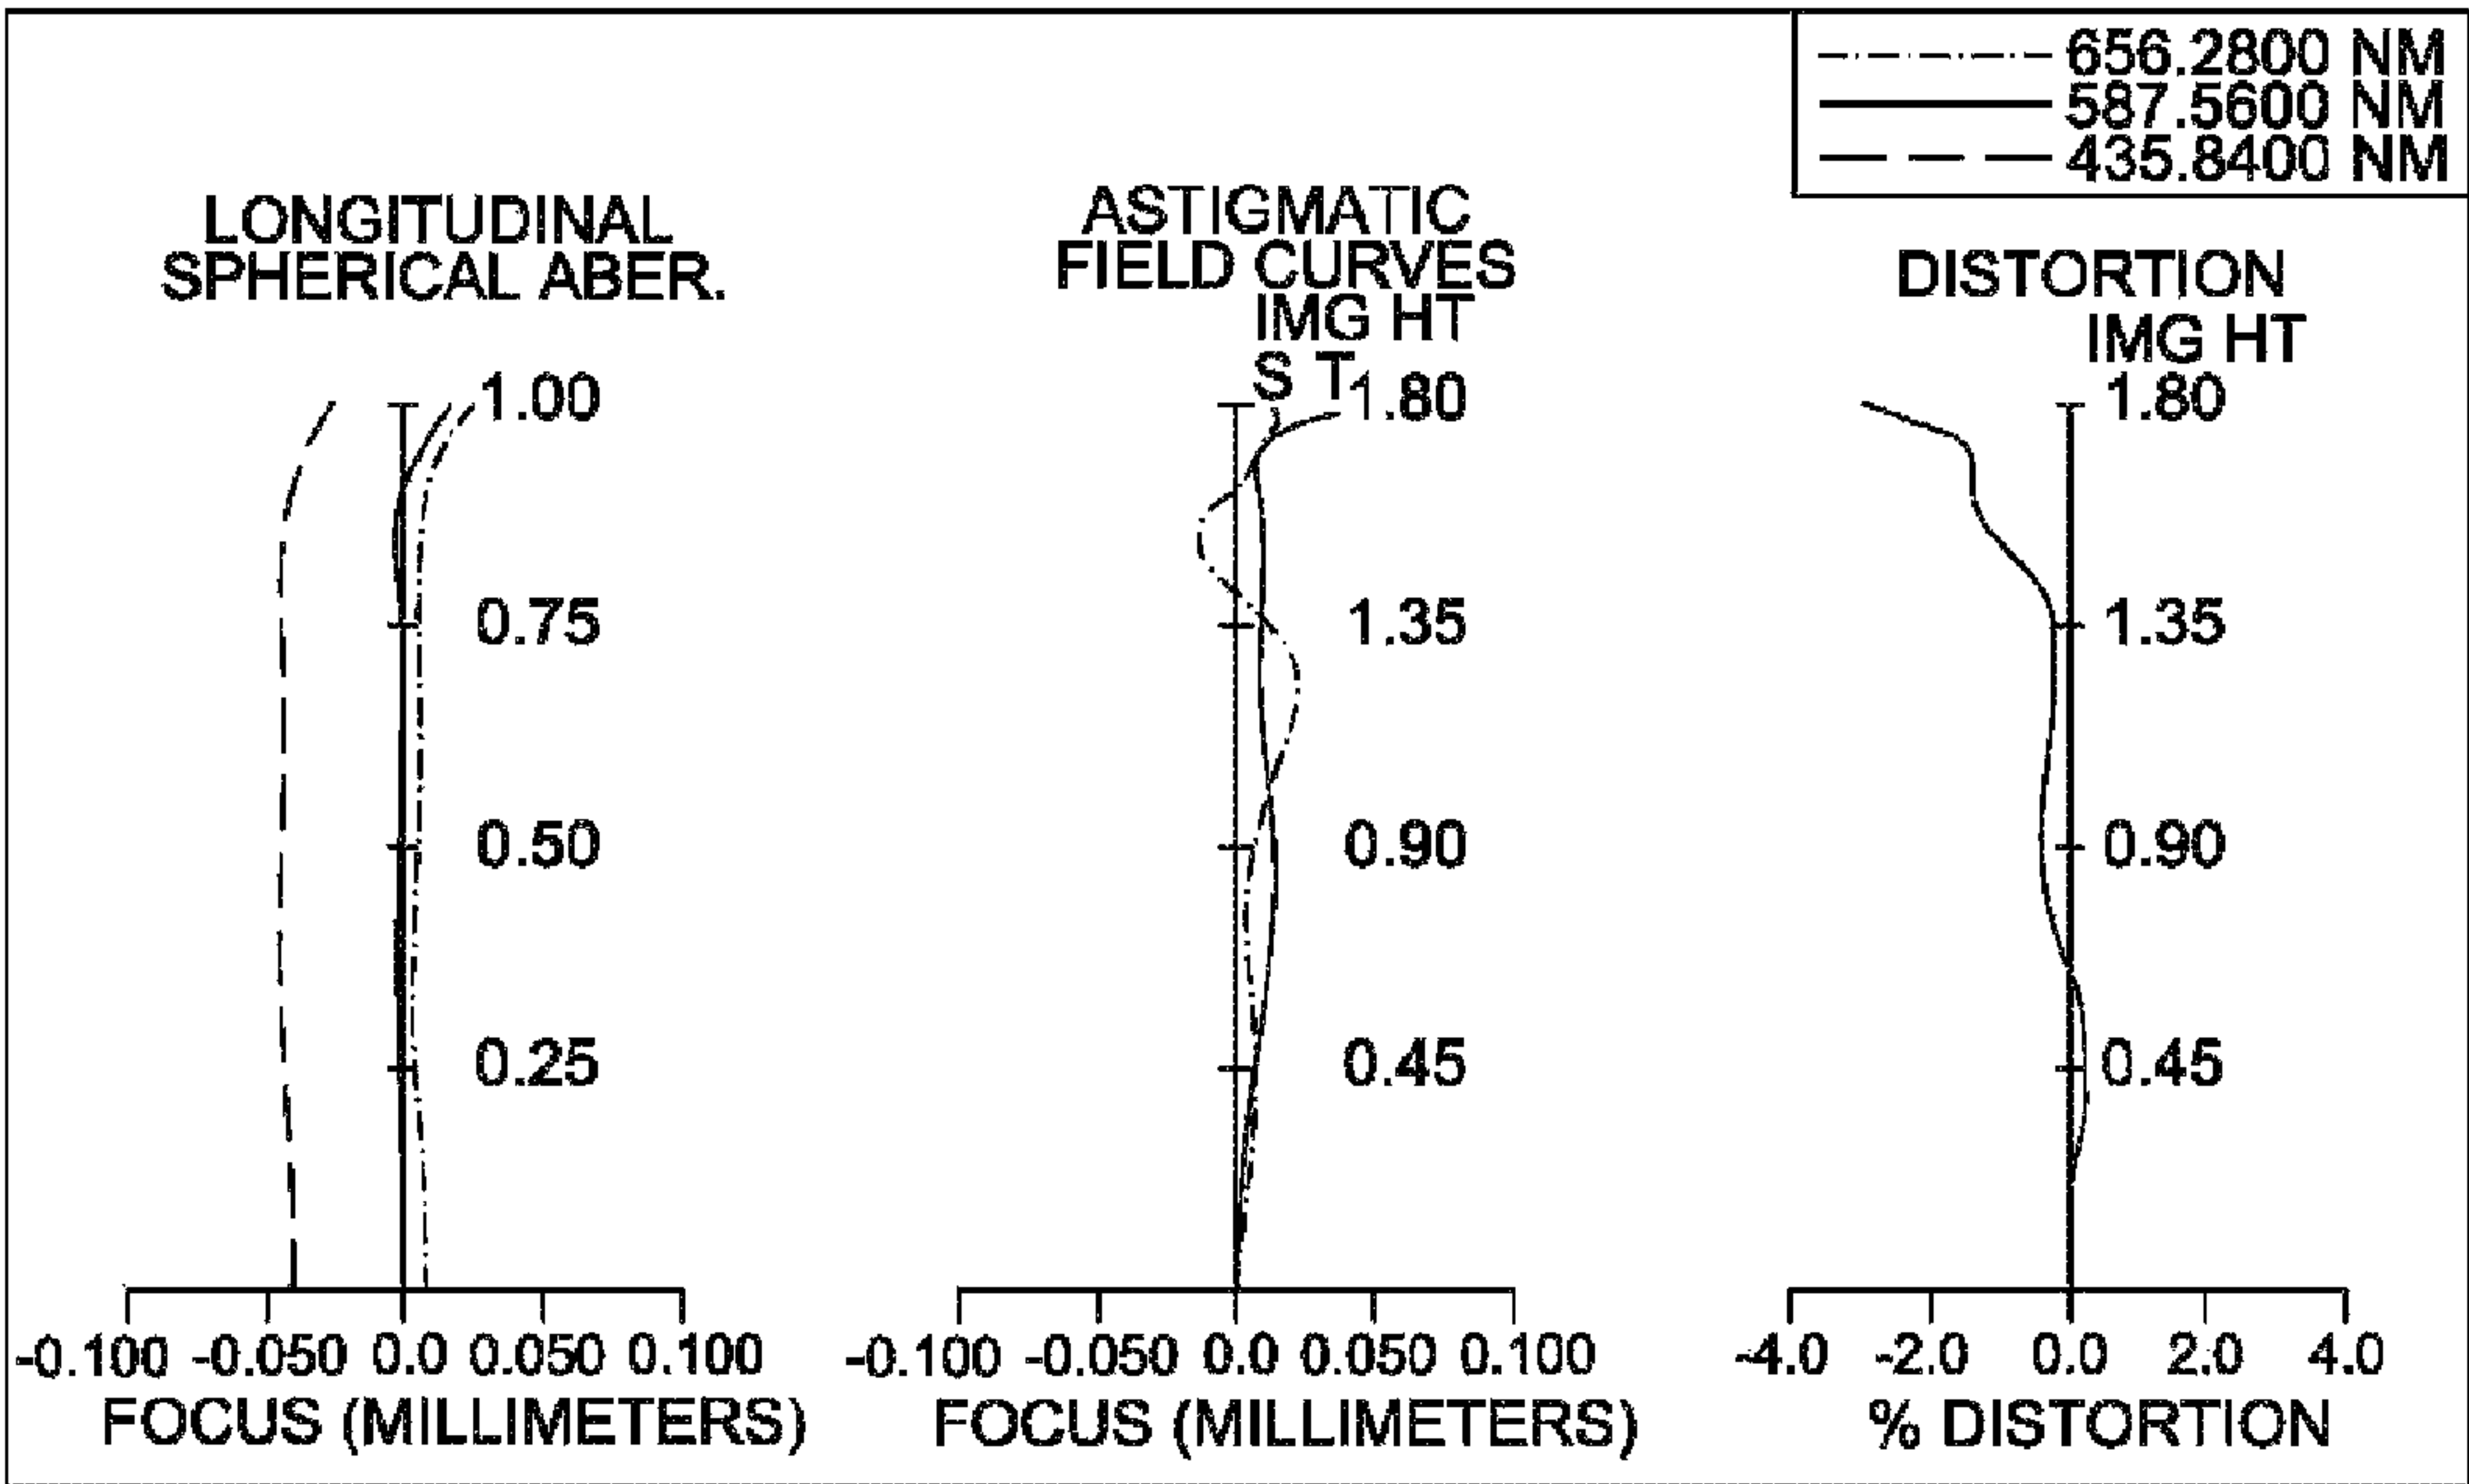 656.2800 NM
587.5600 NM
435.8400 NM
LONGITUDINAL
SPHERICAL ABER.
1.00
0.75
0.50
0.25
-0.100 -0.050 0.0 0.050 0.100
FOCUS (MILLIMETERS)
ASTIGMATIC
FIELD CURVES
IMG HT
S T
1.80
1.35
0.90
0.45
-0.100 -0.050 0.0 0.050 0.100
FOCUS (MILLIMETERS)
DISTORTION
IMG HT
1.80
1.35
0.90
0.45
-4.0 -2.0 0.0 2.0 4.0
% DISTORTION